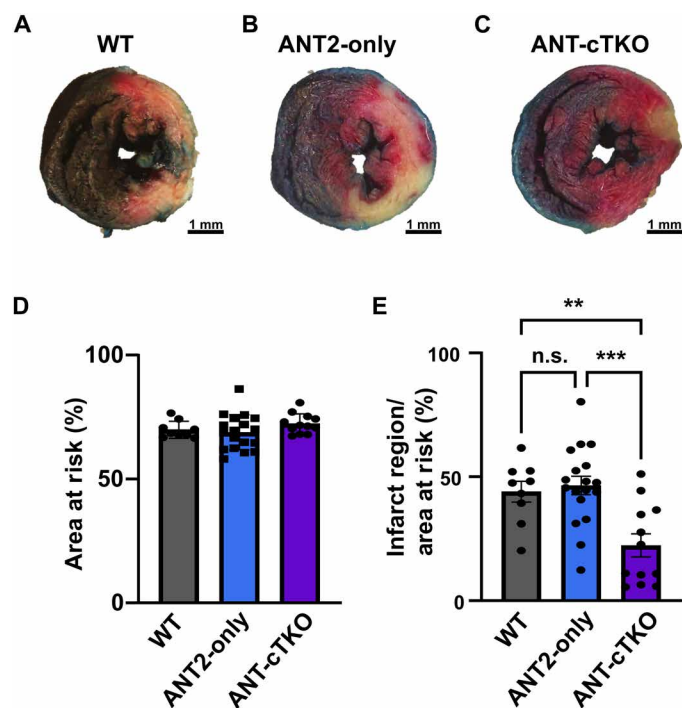 A
WT
B
ANT2-only
C
ANT-cTKO
1 mm
1 mm
1 mm
D
Area at risk (%)
100
50
0
WT
ANT2-only
ANT-cTKO
E
Infarct region/
area at risk (%)
100
50
0
**
n.s.
***
WT
ANT2-only
ANT-cTKO